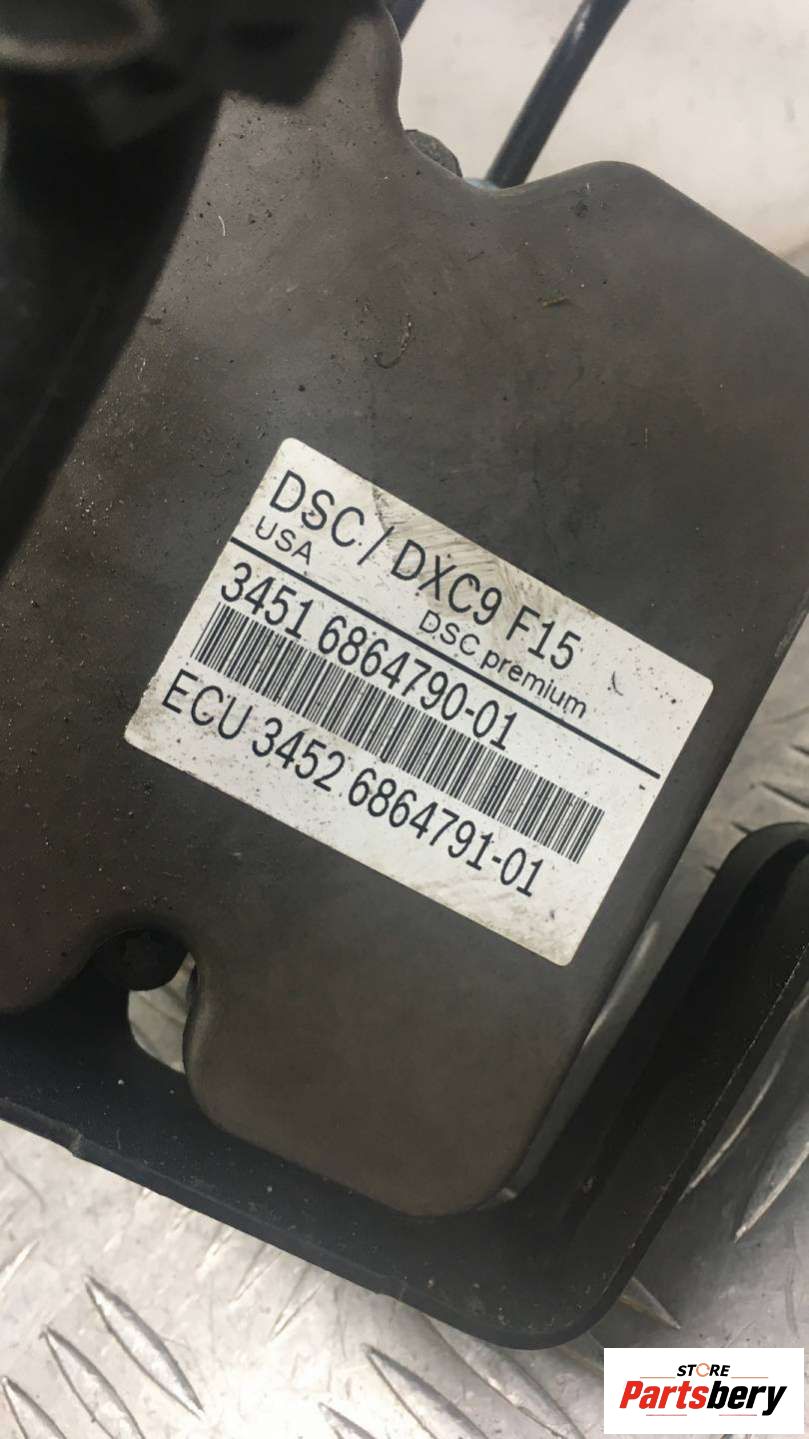 DSC / DXC9 F15
USA DSC premium
3451 6864790-01
ECU 3452 6864791-01
STORE
Partsbery